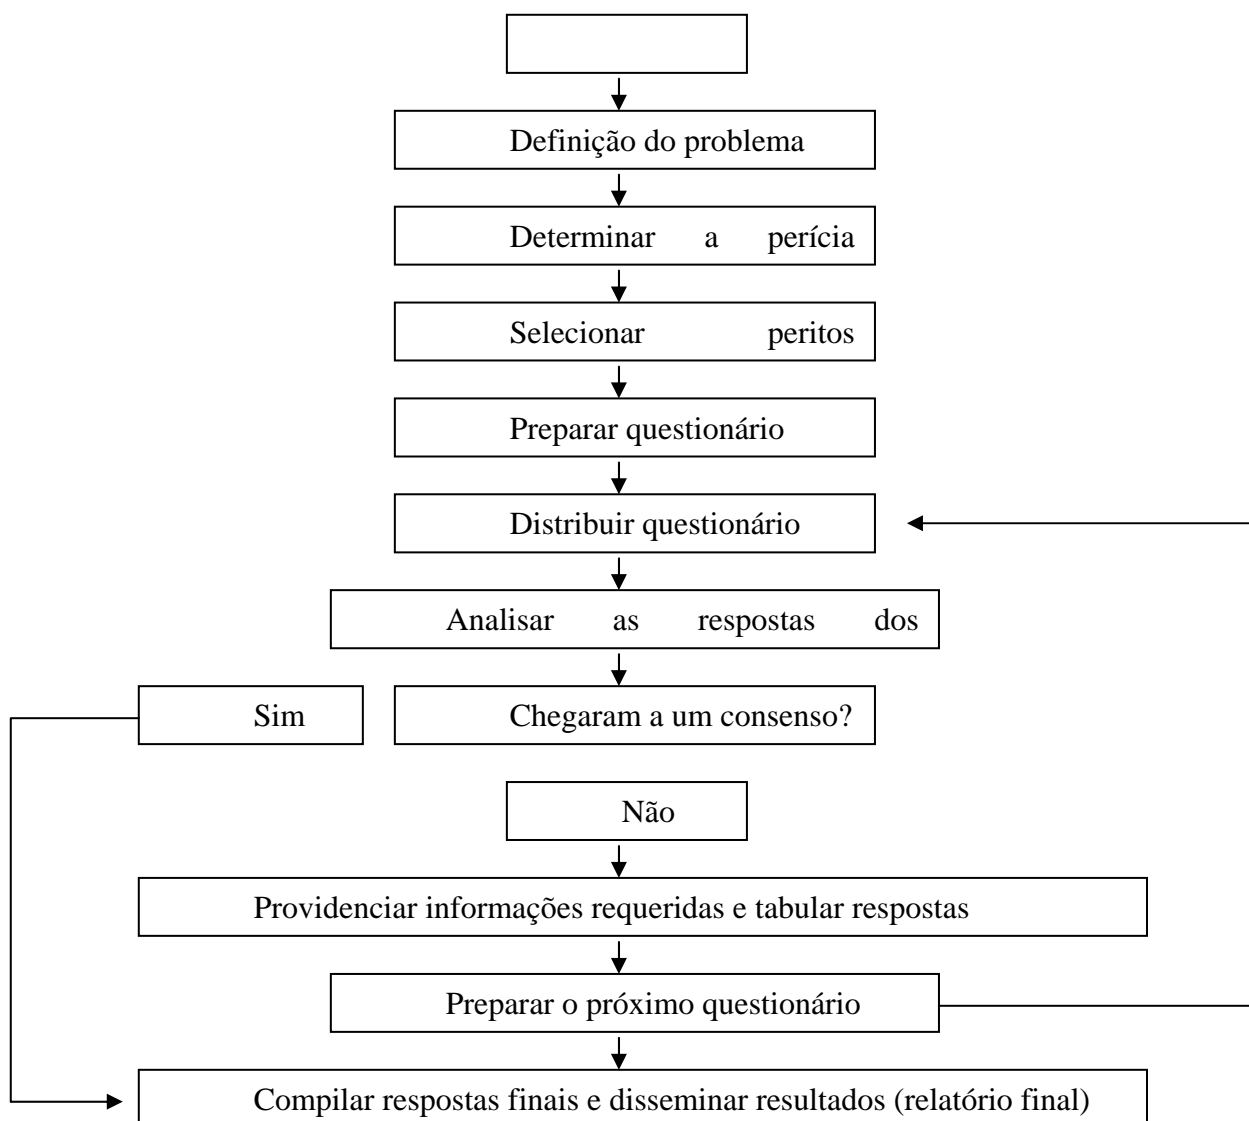 Definição do problema
Determinar a perícia
Selecionar peritos
Preparar questionário
Distribuir questionário
Analisar as respostas dos
Sim
Chegaram a um consenso?
Não
Providenciar informações requeridas e tabular respostas
Preparar o próximo questionário
Compilar respostas finais e disseminar resultados (relatório final)